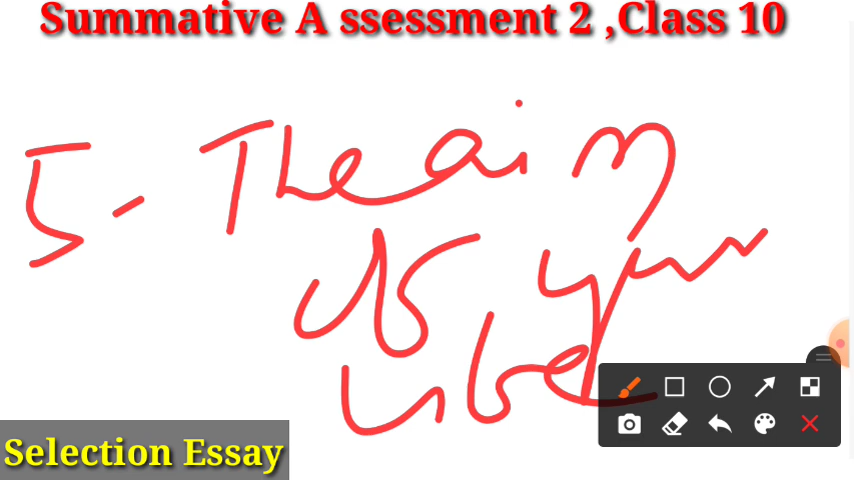 Summative A ssessment 2 ,Class 10
5- The aim
of your
life
Selection Essay